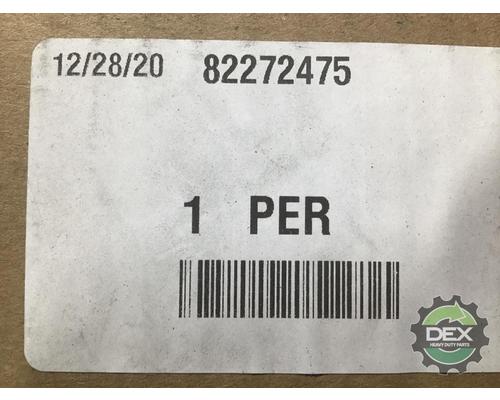 12/28/20 82272475
1 PER
DEX
HEAVY DUTY PARTS